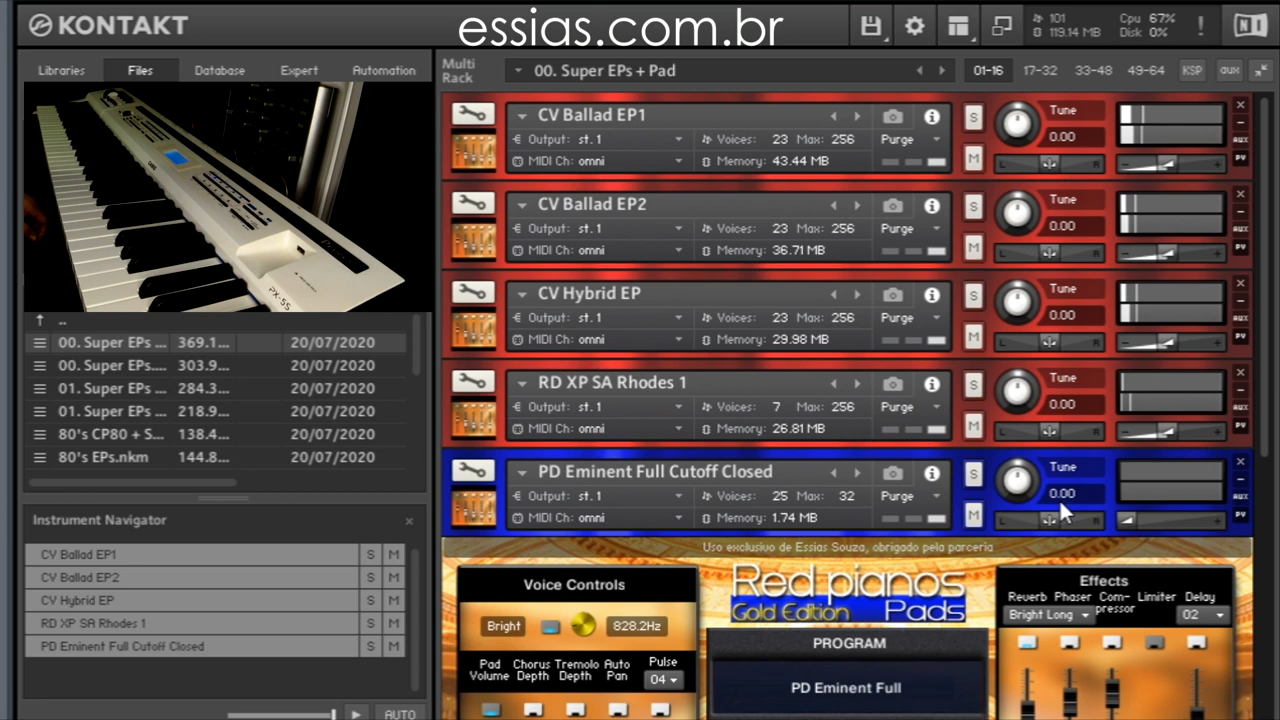 KONTAKT
essias.com.br
101
119.14 MB
Cpu 67%
Disk 0%
!
NI
Libraries Files Database Expert Automation
Multi Rack
00. Super EPs + Pad
01-16 17-32 33-48 49-64 KSP aux
CV Ballad EP1
Output: st. 1 Voices: 23 Max: 256 Purge
MIDI Ch: omni Memory: 43.44 MB
S M Tune 0.00 L R AUX PV
CV Ballad EP2
Output: st. 1 Voices: 23 Max: 256 Purge
MIDI Ch: omni Memory: 36.71 MB
S M Tune 0.00 L R AUX PV
CV Hybrid EP
Output: st. 1 Voices: 23 Max: 256 Purge
MIDI Ch: omni Memory: 29.98 MB
S M Tune 0.00 L R AUX PV
RD XP SA Rhodes 1
Output: st. 1 Voices: 7 Max: 256 Purge
MIDI Ch: omni Memory: 26.81 MB
S M Tune 0.00 L R AUX PV
PD Eminent Full Cutoff Closed
Output: st. 1 Voices: 25 Max: 32 Purge
MIDI Ch: omni Memory: 1.74 MB
S M Tune 0.00 L R AUX PV
PX-5S
..
00. Super EPs ... 369.1... 20/07/2020
00. Super EPs.... 303.9... 20/07/2020
01. Super EPs ... 284.3... 20/07/2020
01. Super EPs ... 218.9... 20/07/2020
80's CP80 + S... 138.4... 20/07/2020
80's EPs.nkm 144.8... 20/07/2020
Instrument Navigator
CV Ballad EP1 S M
CV Ballad EP2 S M
CV Hybrid EP S M
RD XP SA Rhodes 1 S M
PD Eminent Full Cutoff Closed S M
AUTO
Uso exclusivo de Essias Souza, obrigado pela parceria
Voice Controls
Bright 828.2Hz
Pad Volume
Chorus Depth
Tremolo Depth
Auto Pan
Pulse
04
Red pianos
Gold Edition Pads
PROGRAM
PD Eminent Full
Effects
Reverb Phaser Com-pressor Limiter Delay
Bright Long 02